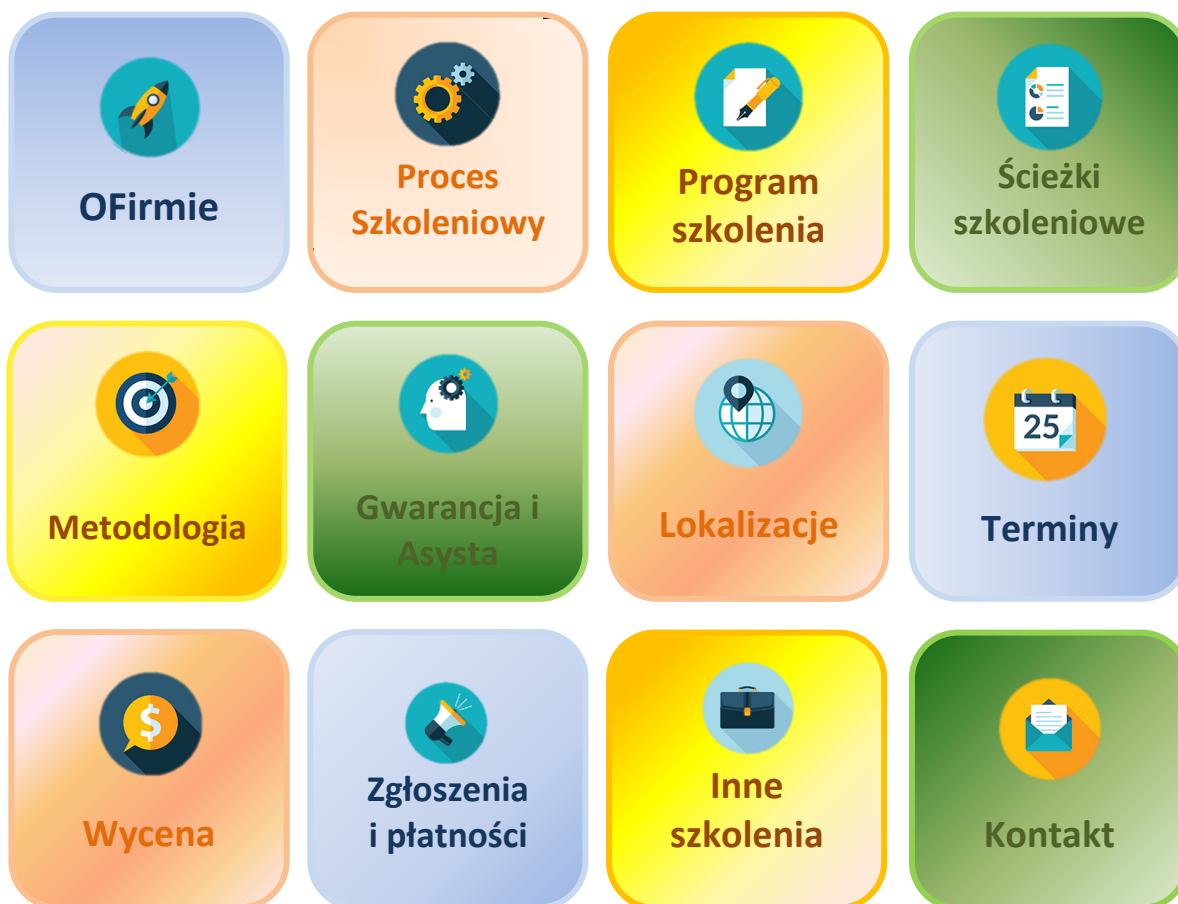 OFirmie
Proces
Szkoleniowy
Program
szkolenia
Ścieżki
szkoleniowe
Metodologia
Gwarancja i
Asysta
Lokalizacje
25
Terminy
$
Wycena
Zgłoszenia
i płatności
Inne
szkolenia
Kontakt